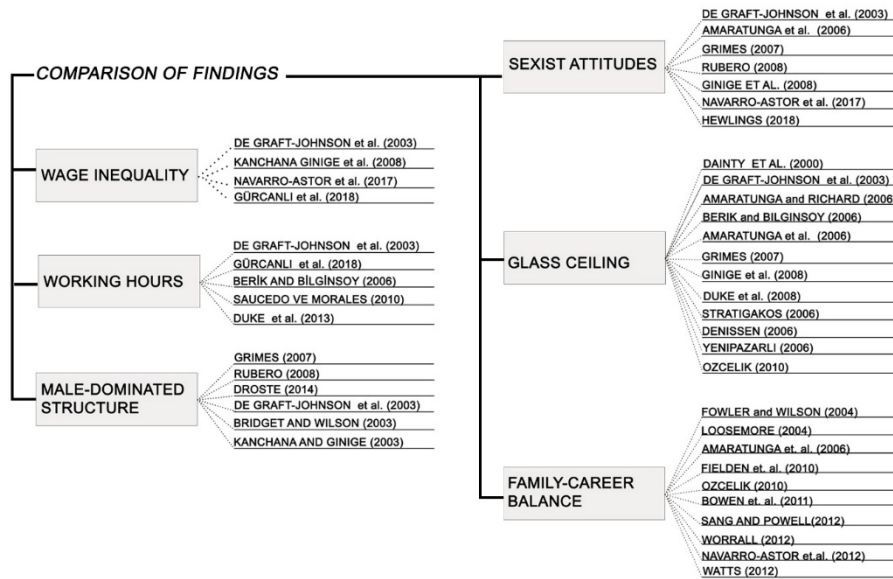 COMPARISON OF FINDINGS
WAGE INEQUALITY
DE GRAFT-JOHNSON et al. (2003)
KANCHANA GINIGE et al. (2008)
NAVARRO-ASTOR et al. (2017)
GÜRCANLI et al. (2018)
WORKING HOURS
DE GRAFT-JOHNSON et al. (2003)
GÜRCANLI et al. (2018)
BERİK AND BİLGİNSOY (2006)
SAUCEDO VE MORALES (2010)
DUKE et al. (2013)
MALE-DOMINATED
STRUCTURE
GRIMES (2007)
RUBERO (2008)
DROSTE (2014)
DE GRAFT-JOHNSON et al. (2003)
BRIDGET AND WILSON (2003)
KANCHANA AND GINIGE (2003)
SEXIST ATTITUDES
DE GRAFT-JOHNSON et al. (2003)
AMARATUNGA et al. (2006)
GRIMES (2007)
RUBERO (2008)
GINIGE ET AL. (2008)
NAVARRO-ASTOR et al. (2017)
HEWLINGS (2018)
GLASS CEILING
DAINTY ET AL. (2000)
DE GRAFT-JOHNSON et al. (2003)
AMARATUNGA and RICHARD (2006
BERIK and BILGINSOY (2006)
AMARATUNGA et al. (2006)
GRIMES (2007)
GINIGE et al. (2008)
DUKE et al. (2008)
STRATIGAKOS (2006)
DENISSEN (2006)
YENIPAZARLI (2006)
OZCELIK (2010)
FAMILY-CAREER
BALANCE
FOWLER and WILSON (2004)
LOOSEMORE (2004)
AMARATUNGA et. al. (2006)
FIELDEN et. al. (2010)
OZCELIK (2010)
BOWEN et. al. (2011)
SANG AND POWELL(2012)
WORRALL (2012)
NAVARRO-ASTOR et.al. (2012)
WATTS (2012)